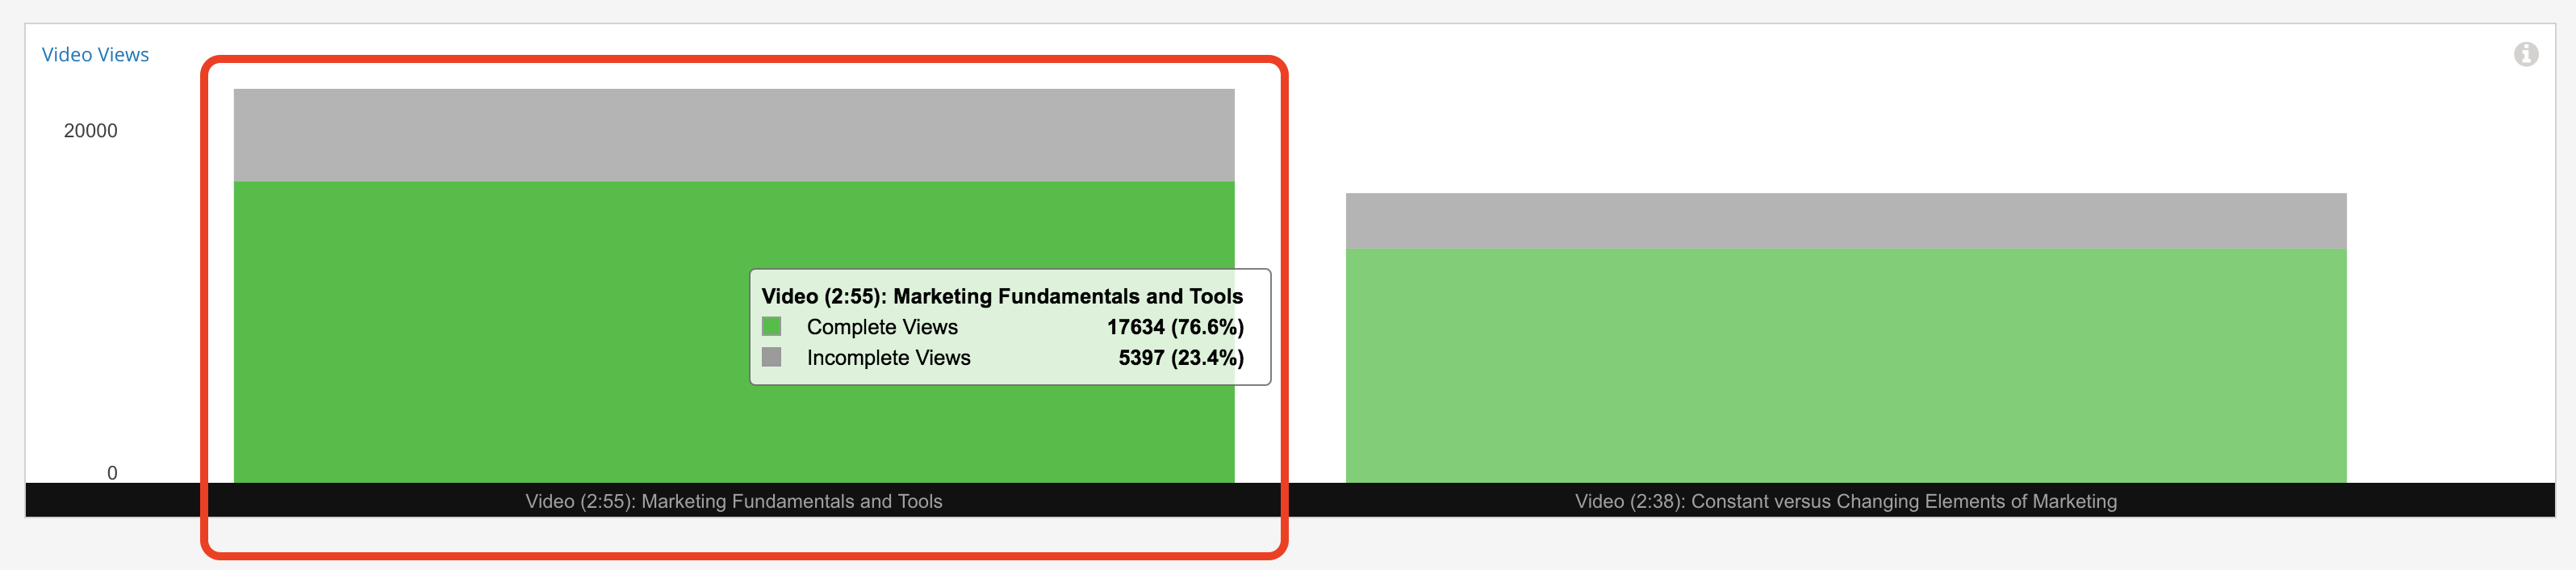 Video Views
20000
0
Video (2:55): Marketing Fundamentals and Tools
Complete Views 17634 (76.6%)
Incomplete Views 5397 (23.4%)
Video (2:55): Marketing Fundamentals and Tools
Video (2:38): Constant versus Changing Elements of Marketing